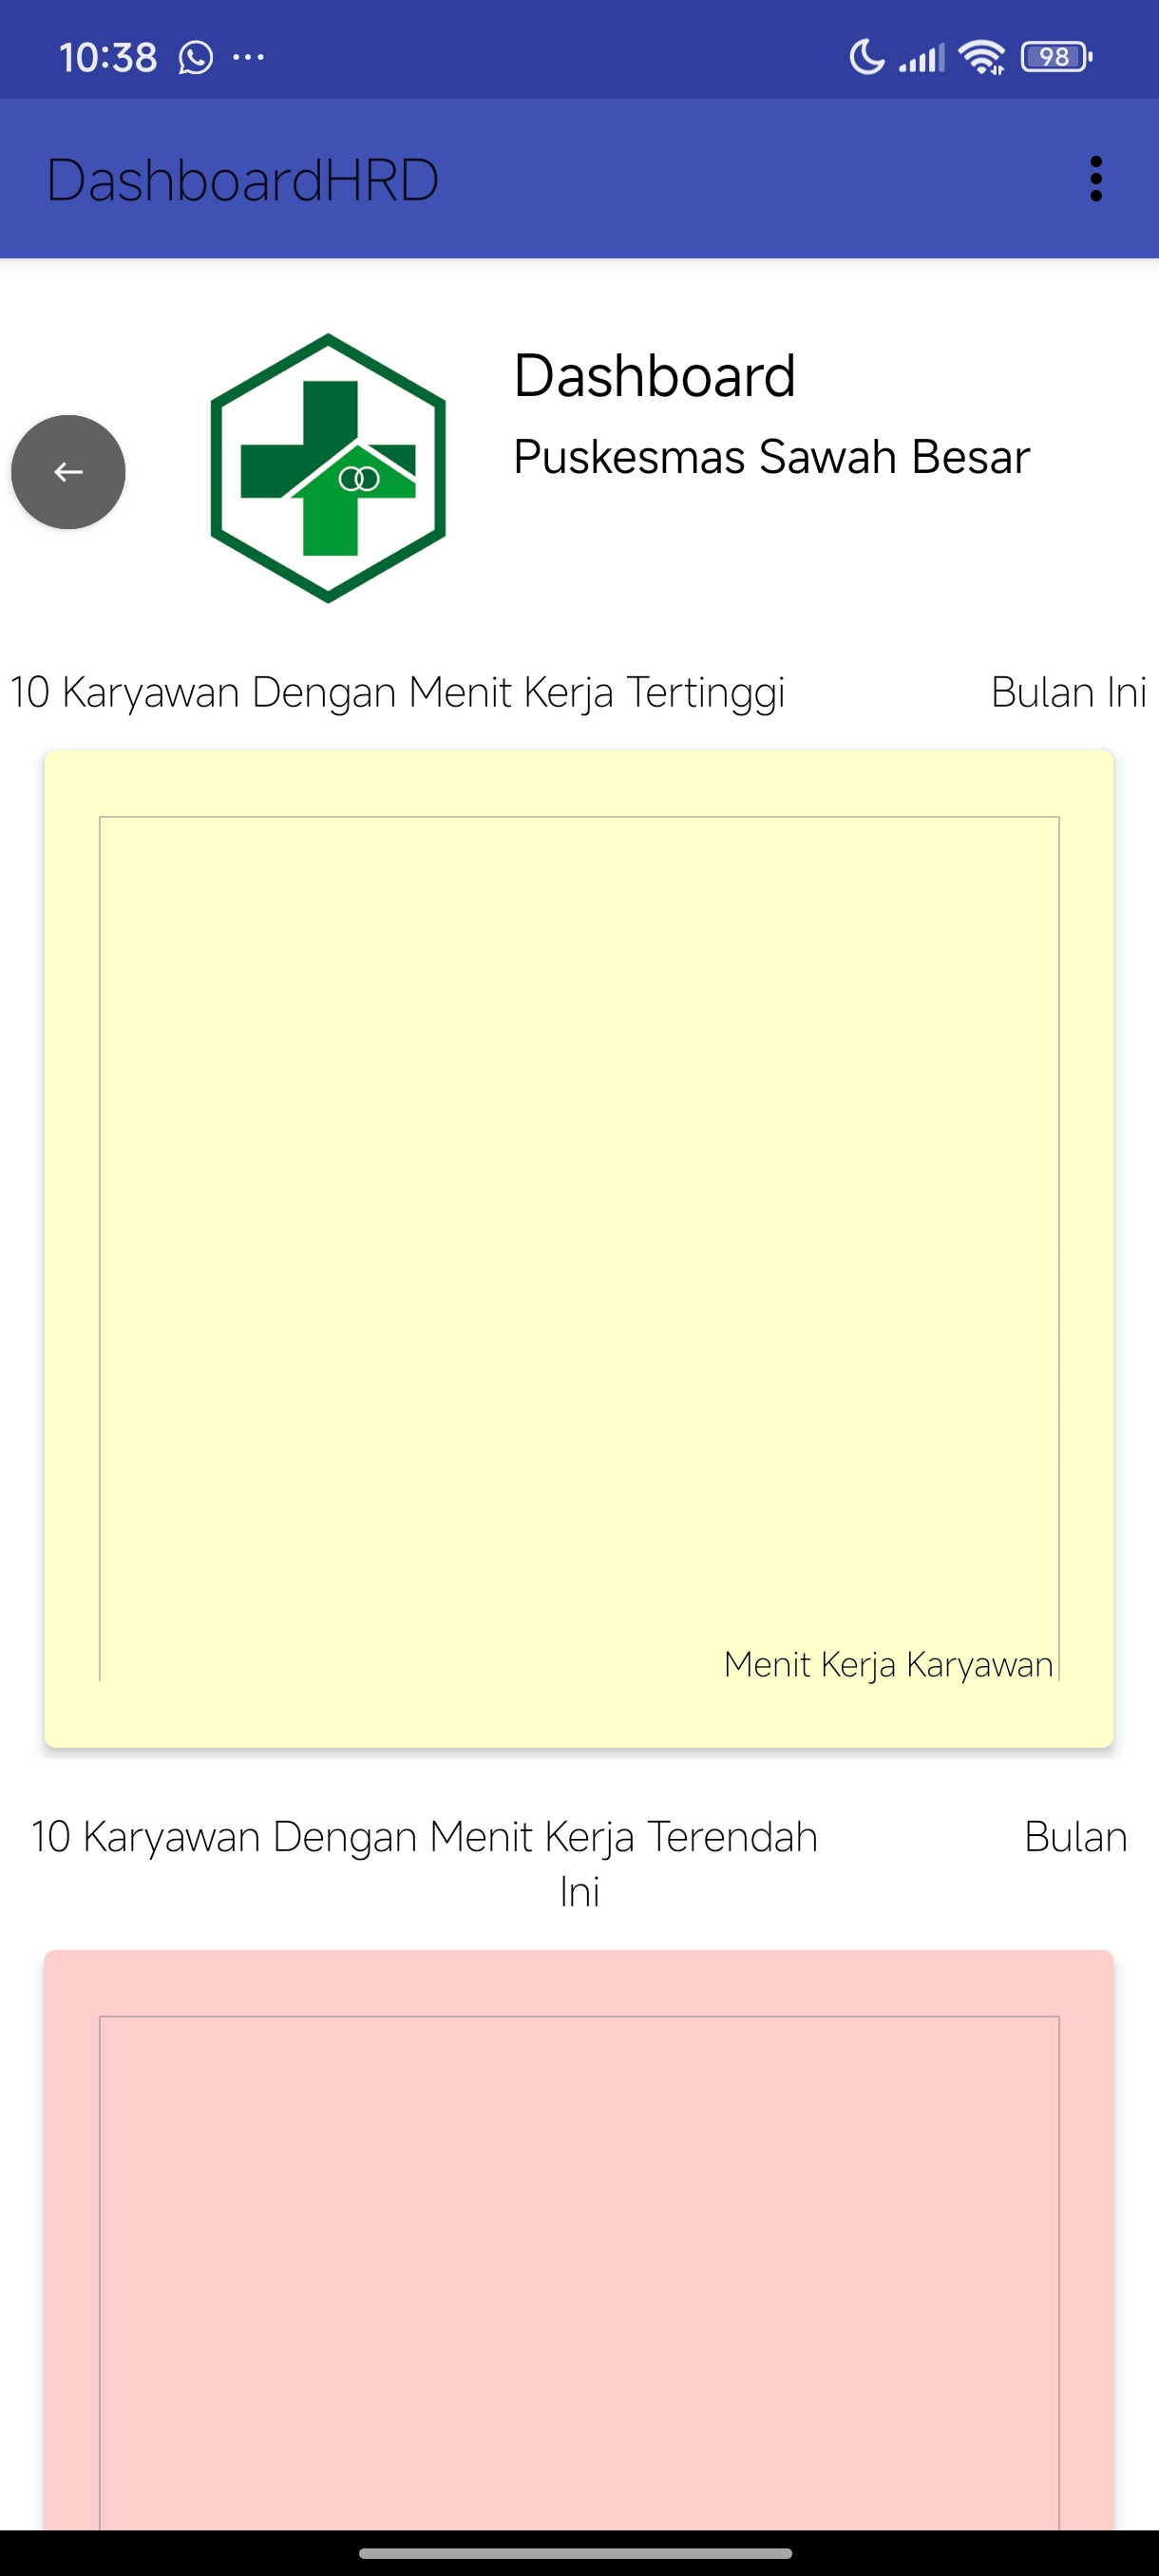 10:38
98
DashboardHRD
Dashboard
Puskesmas Sawah Besar
10 Karyawan Dengan Menit Kerja Tertinggi Bulan Ini
Menit Kerja Karyawan
10 Karyawan Dengan Menit Kerja Terendah Bulan
Ini